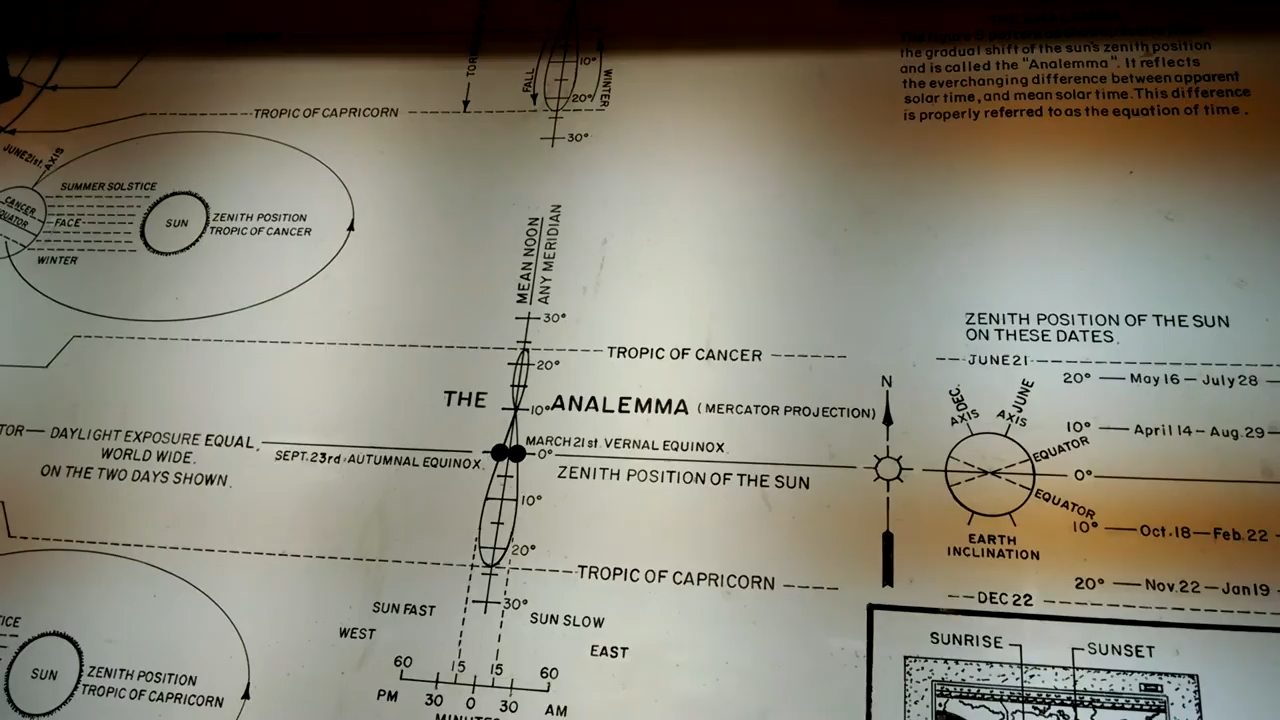 the gradual shift of the sun's zenith position
and is called the "Analemma". It reflects
the everchanging difference between apparent
solar time, and mean solar time. This difference
is properly referred to as the equation of time.
10°
FALL
WINTER
20°
TROPIC OF CAPRICORN
30°
JUNE 21st.
AXIS
SUMMER SOLSTICE
CANCER
FACE
SUN
ZENITH POSITION
TROPIC OF CANCER
WINTER
MEAN NOON
ANY MERIDIAN
30°
TROPIC OF CANCER
20°
THE ANALEMMA (MERCATOR PROJECTION)
10°
MARCH 21st. VERNAL EQUINOX.
0°
SEPT. 23rd. AUTUMNAL EQUINOX.
ZENITH POSITION OF THE SUN
DAYLIGHT EXPOSURE EQUAL,
WORLD WIDE.
ON THE TWO DAYS SHOWN.
10°
20°
TROPIC OF CAPRICORN
30°
SUN FAST
SUN SLOW
WEST
EAST
60 15 15 60
PM 30 0 30 AM
ZENITH POSITION OF THE SUN
ON THESE DATES.
JUNE 21
20° — May 16 — July 28
10° — April 14 — Aug. 29
0°
10° — Oct. 18 — Feb. 22
20° — Nov. 22 — Jan 19
DEC 22
N
DEC.
AXIS
JUNE
AXIS
EQUATOR
EQUATOR
EARTH
INCLINATION
SUNRISE
SUNSET
SUN
ZENITH POSITION
TROPIC OF CAPRICORN